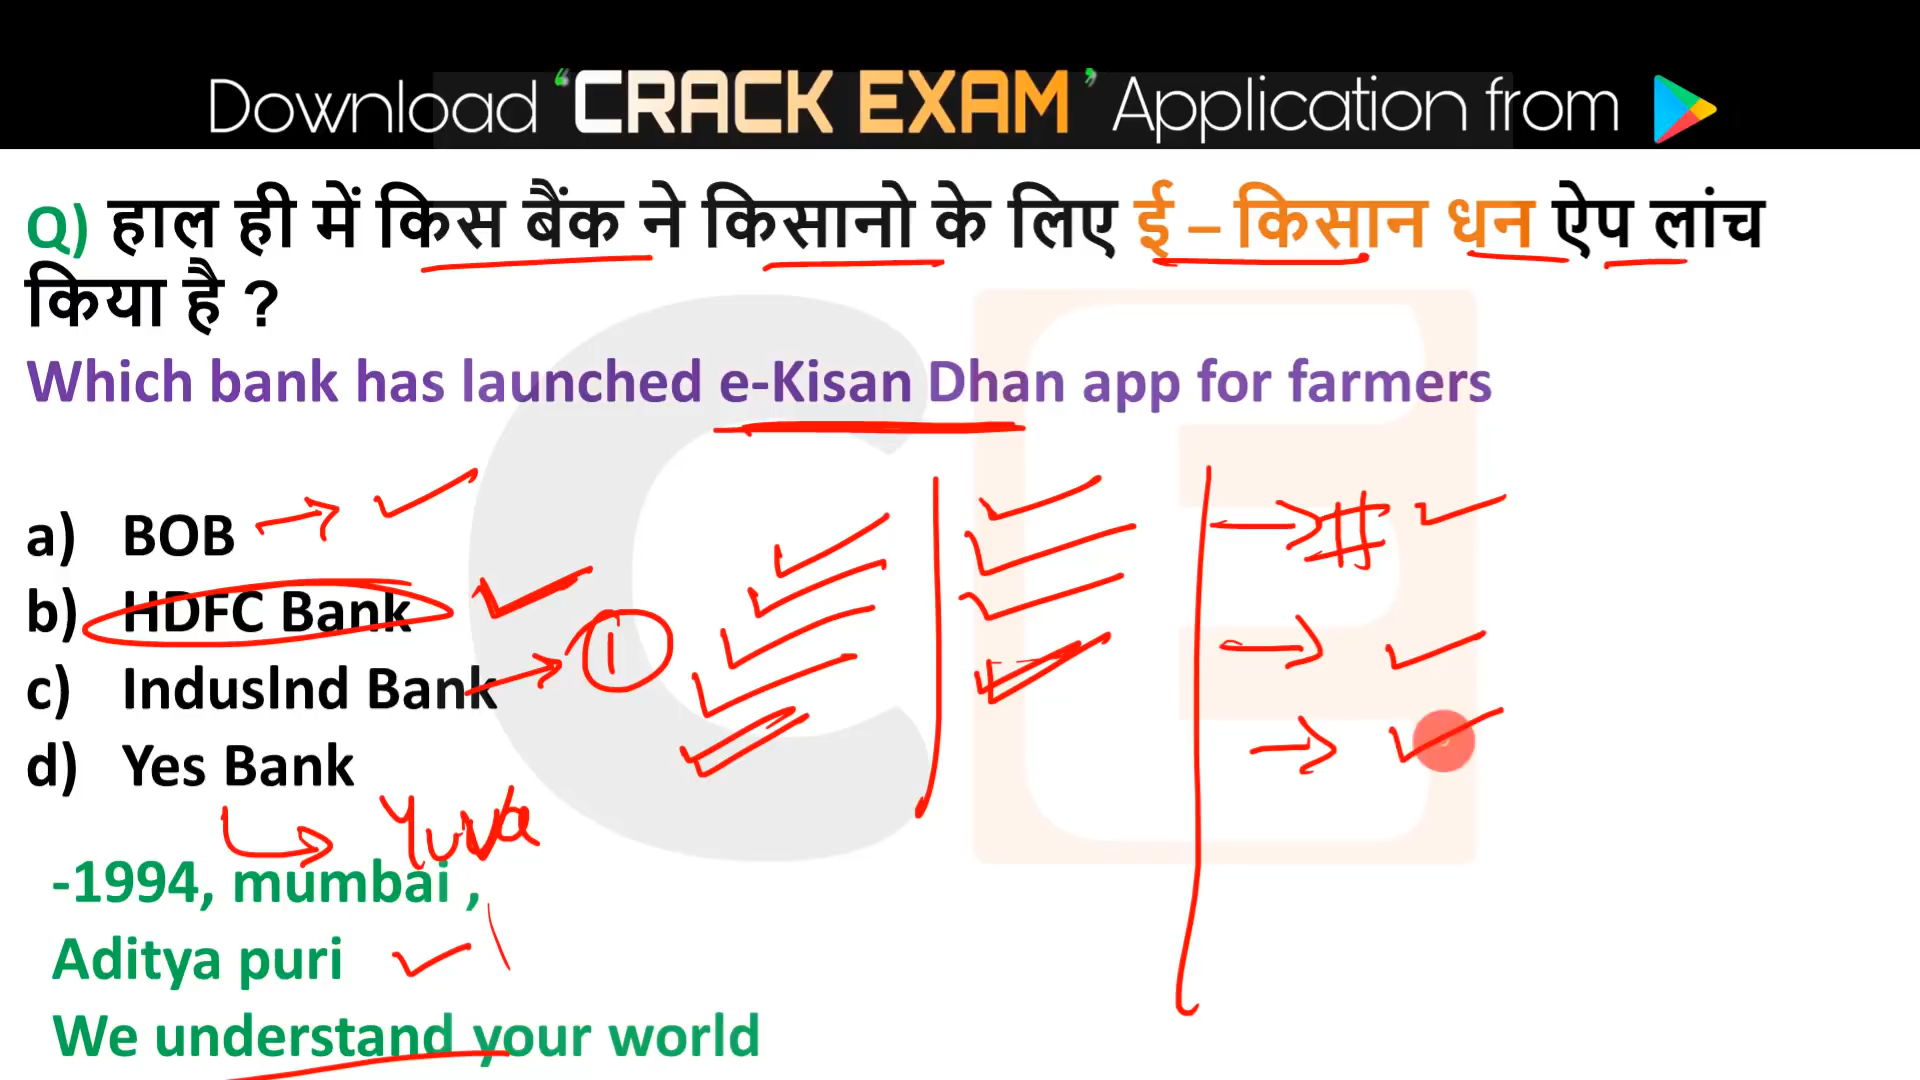 Download “CRACK EXAM” Application from
Q) हाल ही में किस बैंक ने किसानो के लिए ई – किसान धन ऐप लांच
किया है ?
Which bank has launched e-Kisan Dhan app for farmers
a) BOB
b) HDFC Bank
1
c) IndusInd Bank
d) Yes Bank
Yuva
-1994, mumbai ,
Aditya puri
We understand your world